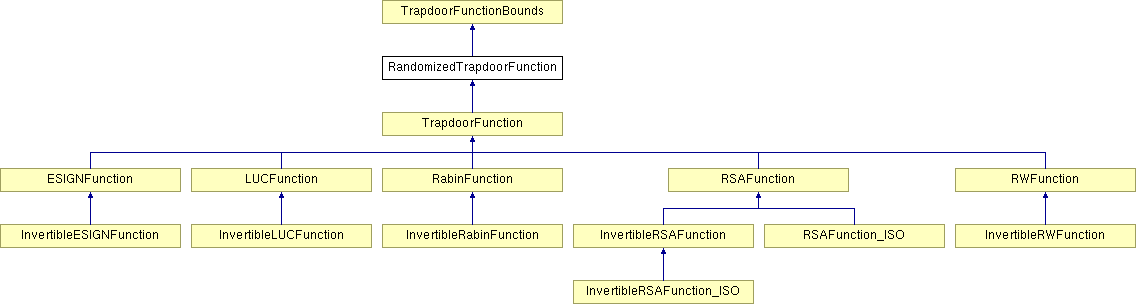 TrapdoorFunctionBounds
RandomizedTrapdoorFunction
TrapdoorFunction
ESIGNFunction
LUCFunction
RabinFunction
RSAFunction
RWFunction
InvertibleESIGNFunction
InvertibleLUCFunction
InvertibleRabinFunction
InvertibleRSAFunction
RSAFunction_ISO
InvertibleRWFunction
InvertibleRSAFunction_ISO